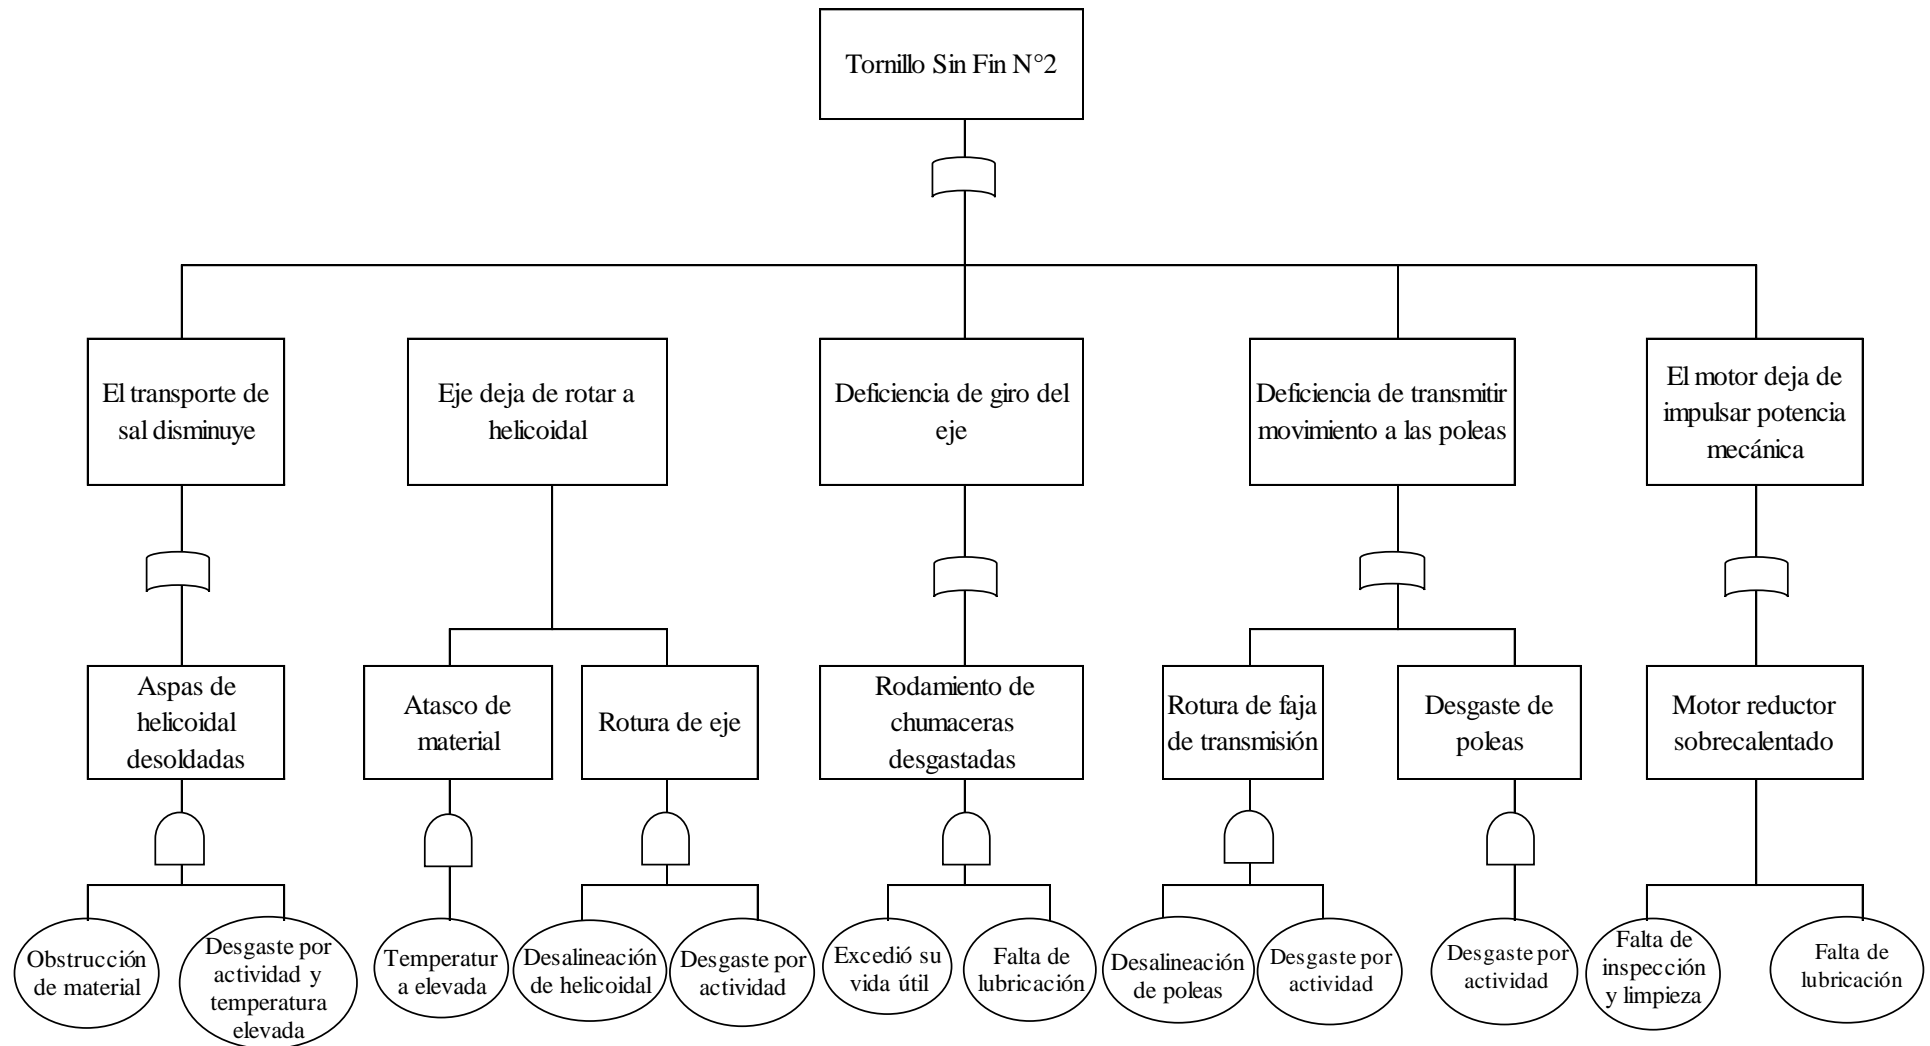 Tornillo Sin Fin N°2
El transporte de
sal disminuye
Eje deja de rotar a
helicoidal
Deficiencia de giro del
eje
Deficiencia de transmitir
movimiento a las poleas
El motor deja de
impulsar potencia
mecánica
Aspas de
helicoidal
desoldadas
Atasco de
material
Rotura de eje
Rodamiento de
chumaceras
desgastadas
Rotura de faja
de transmisión
Desgaste de
poleas
Motor reductor
sobrecalentado
Obstrucción
de material
Desgaste por
actividad y
temperatura
elevada
Temperatur
a elevada
Desalineación
de helicoidal
Desgaste por
actividad
Excedió su
vida útil
Falta de
lubricación
Desalineación
de poleas
Desgaste por
actividad
Desgaste por
actividad
Falta de
inspección
y limpieza
Falta de
lubricación